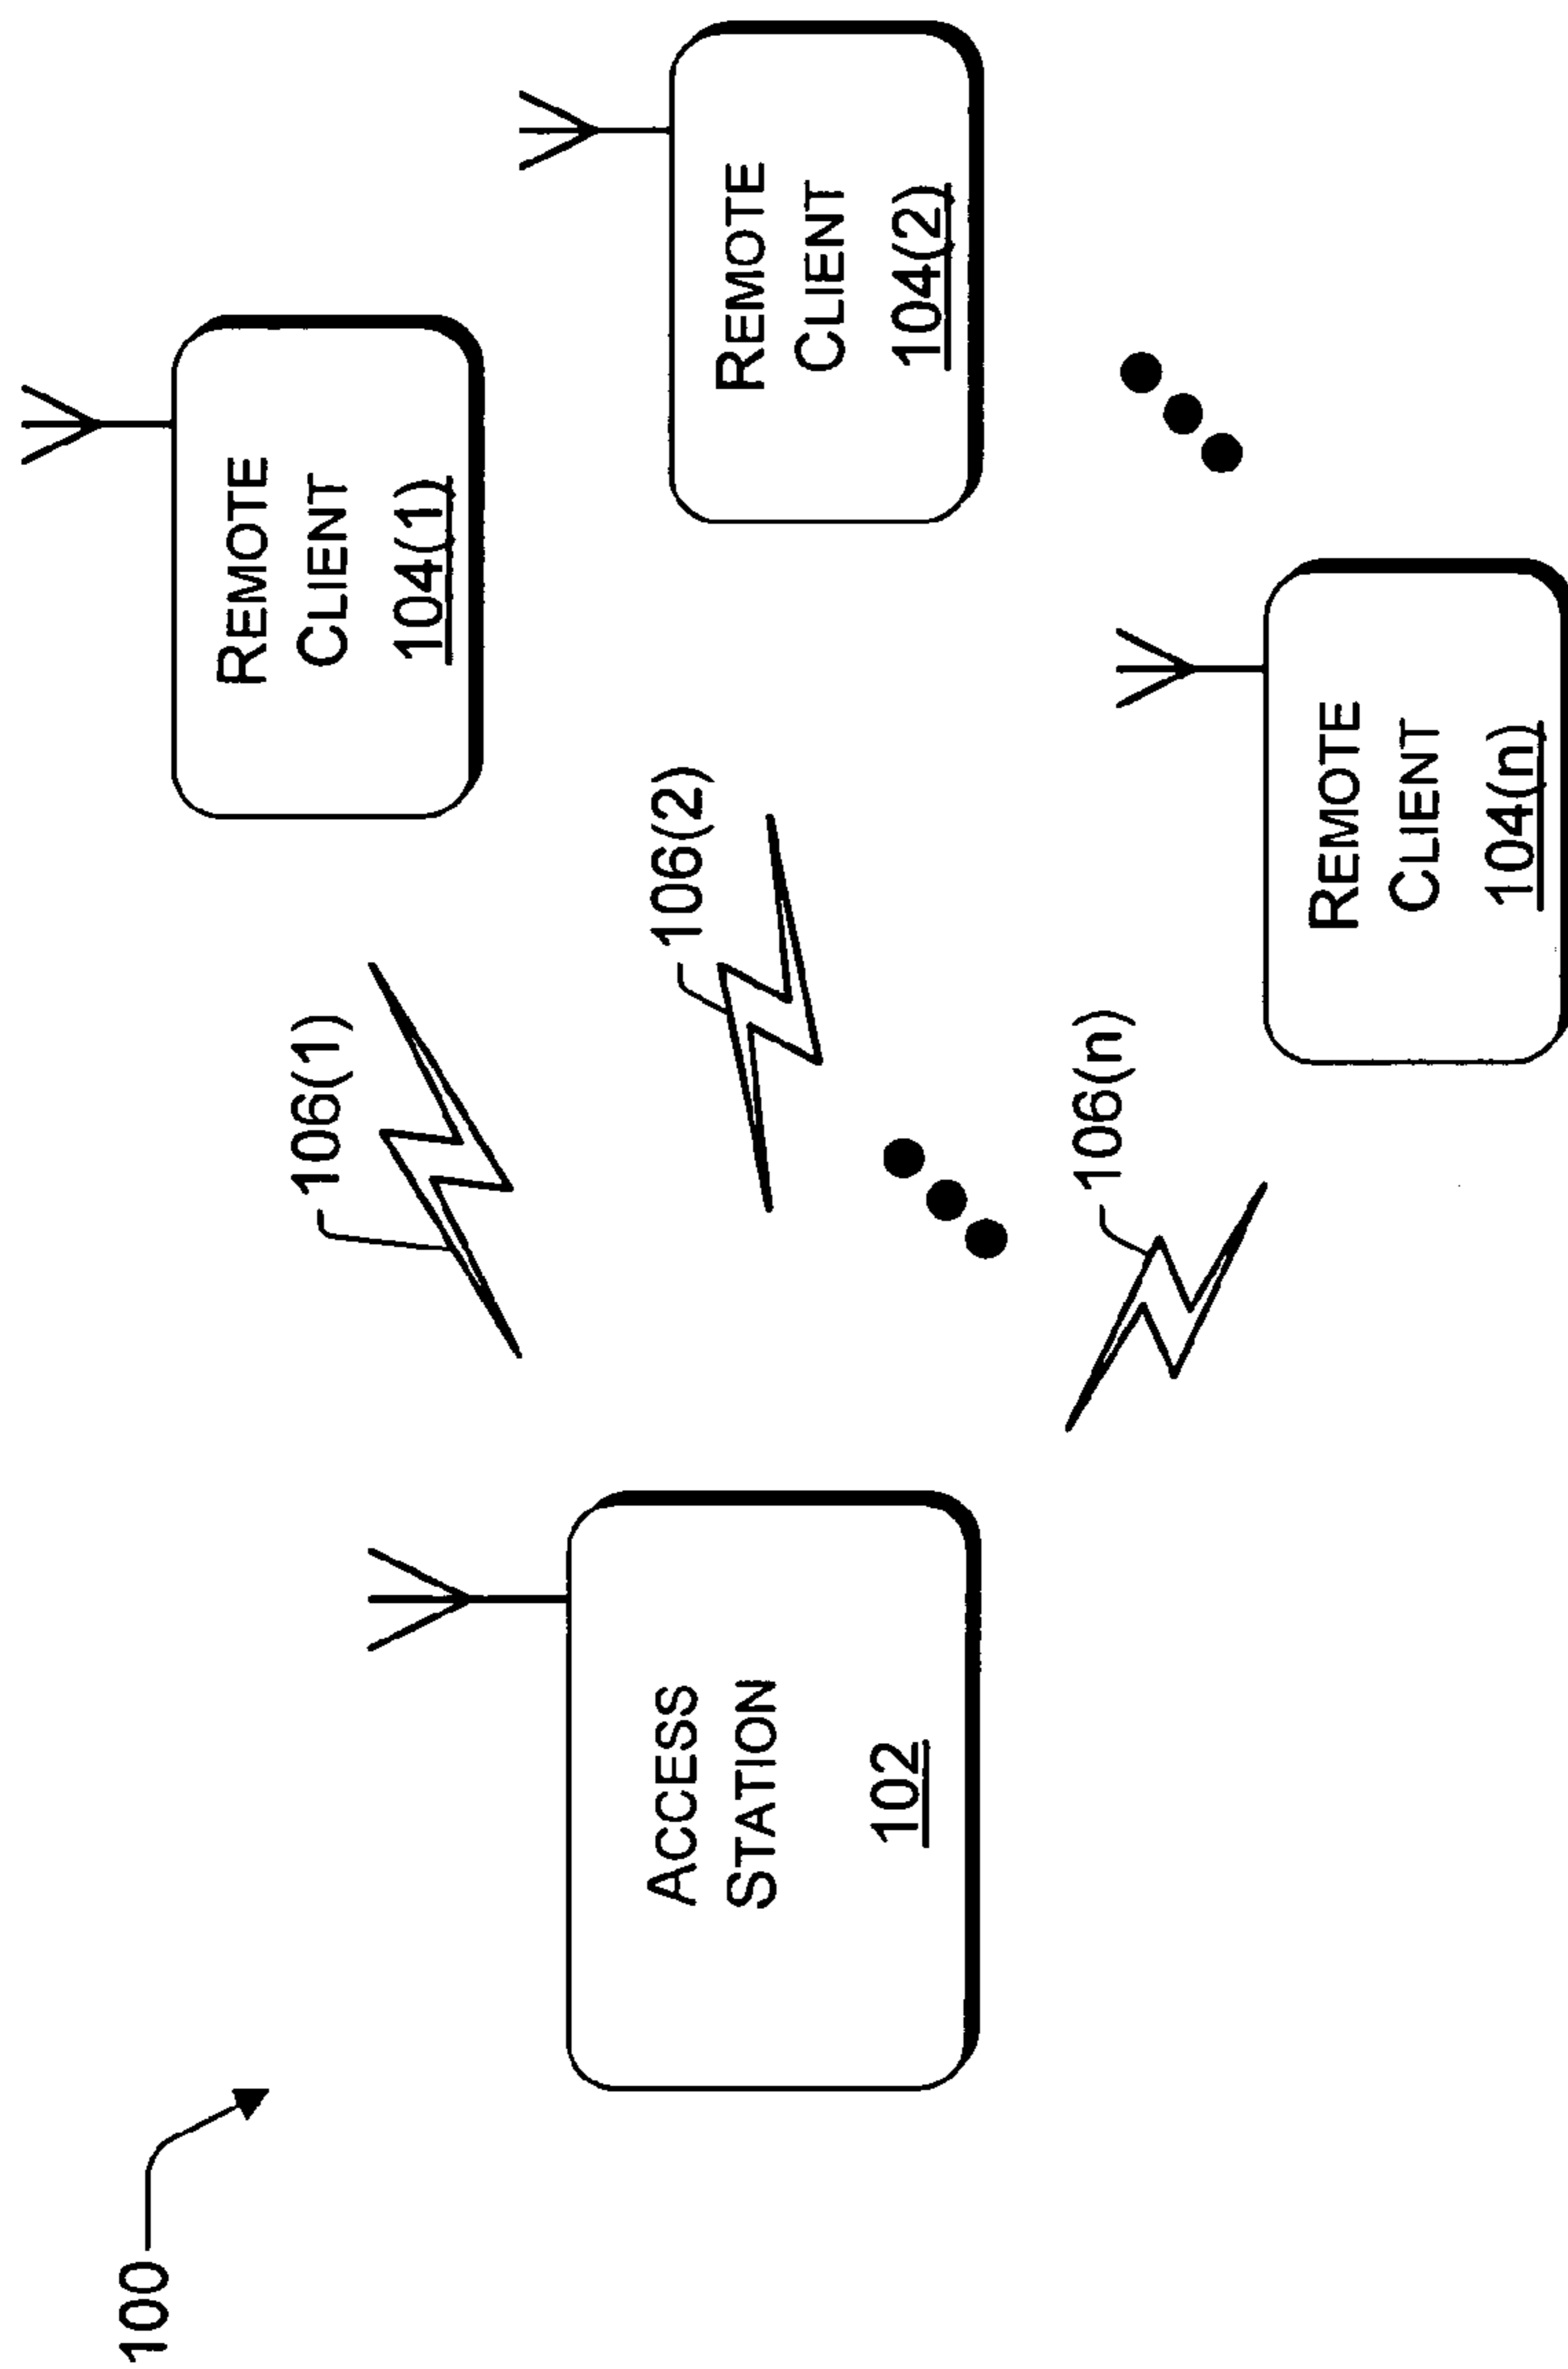 100
ACCESS
STATION
102
106(1)
106(2)
106(n)
REMOTE
CLIENT
104(1)
REMOTE
CLIENT
104(2)
REMOTE
CLIENT
104(n)